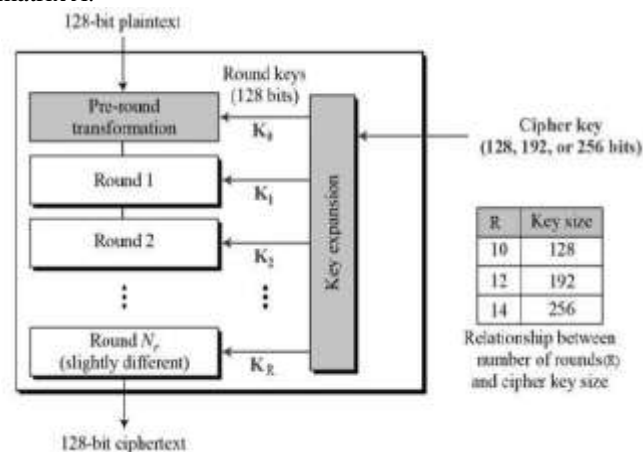 128-bit plaintext
Round keys
(128 bits)
Pre-round
transformation
K₀
Cipher key
(128, 192, or 256 bits)
Round 1
K₁
Round 2
K₂
Key expansion
R Key size
10 128
12 192
14 256
Round Nᵣ
(slightly different)
K R
Relationship between
number of rounds(R)
and cipher key size
128-bit ciphertext